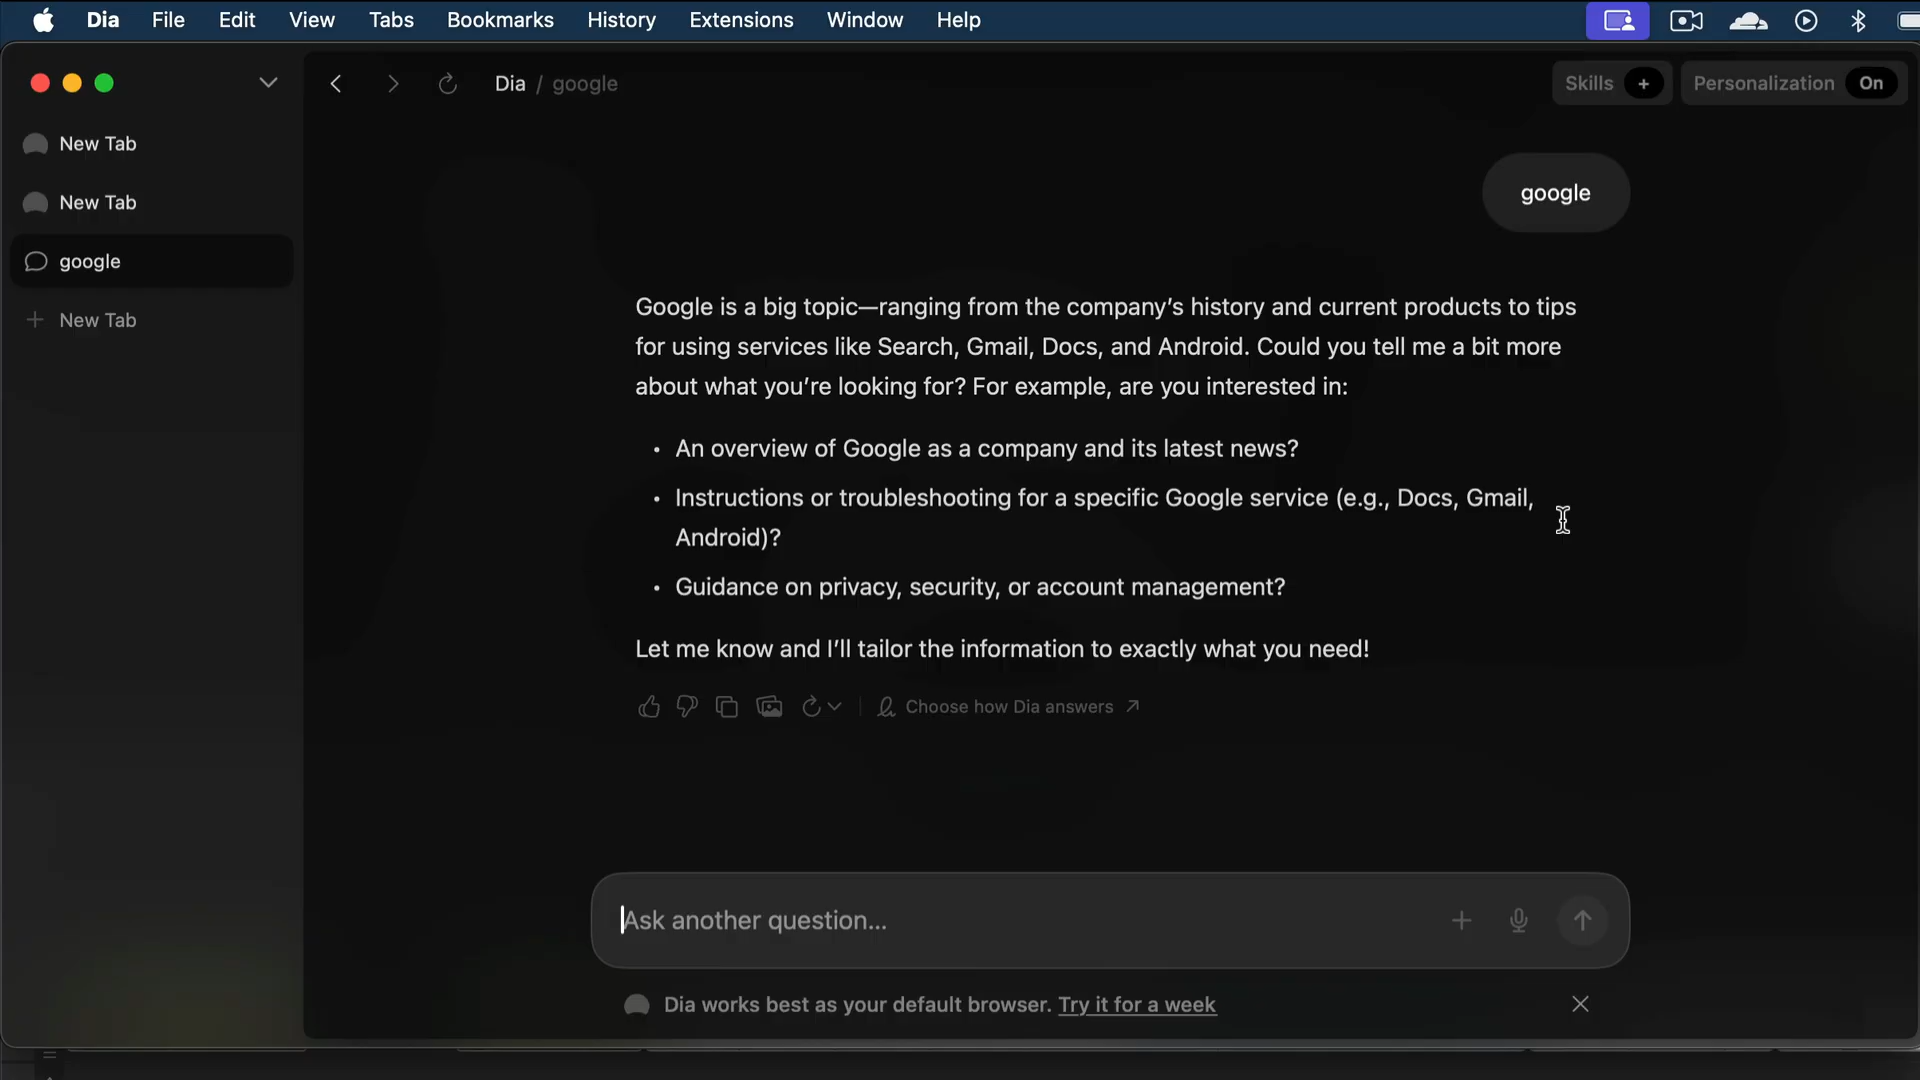 Dia File Edit View Tabs Bookmarks History Extensions Window Help
Dia / google
Skills + Personalization On
New Tab
New Tab
google
+ New Tab
google
Google is a big topic—ranging from the company’s history and current products to tips
for using services like Search, Gmail, Docs, and Android. Could you tell me a bit more
about what you’re looking for? For example, are you interested in:
• An overview of Google as a company and its latest news?
• Instructions or troubleshooting for a specific Google service (e.g., Docs, Gmail,
Android)?
• Guidance on privacy, security, or account management?
Let me know and I’ll tailor the information to exactly what you need!
Choose how Dia answers
Ask another question...
Dia works best as your default browser. Try it for a week